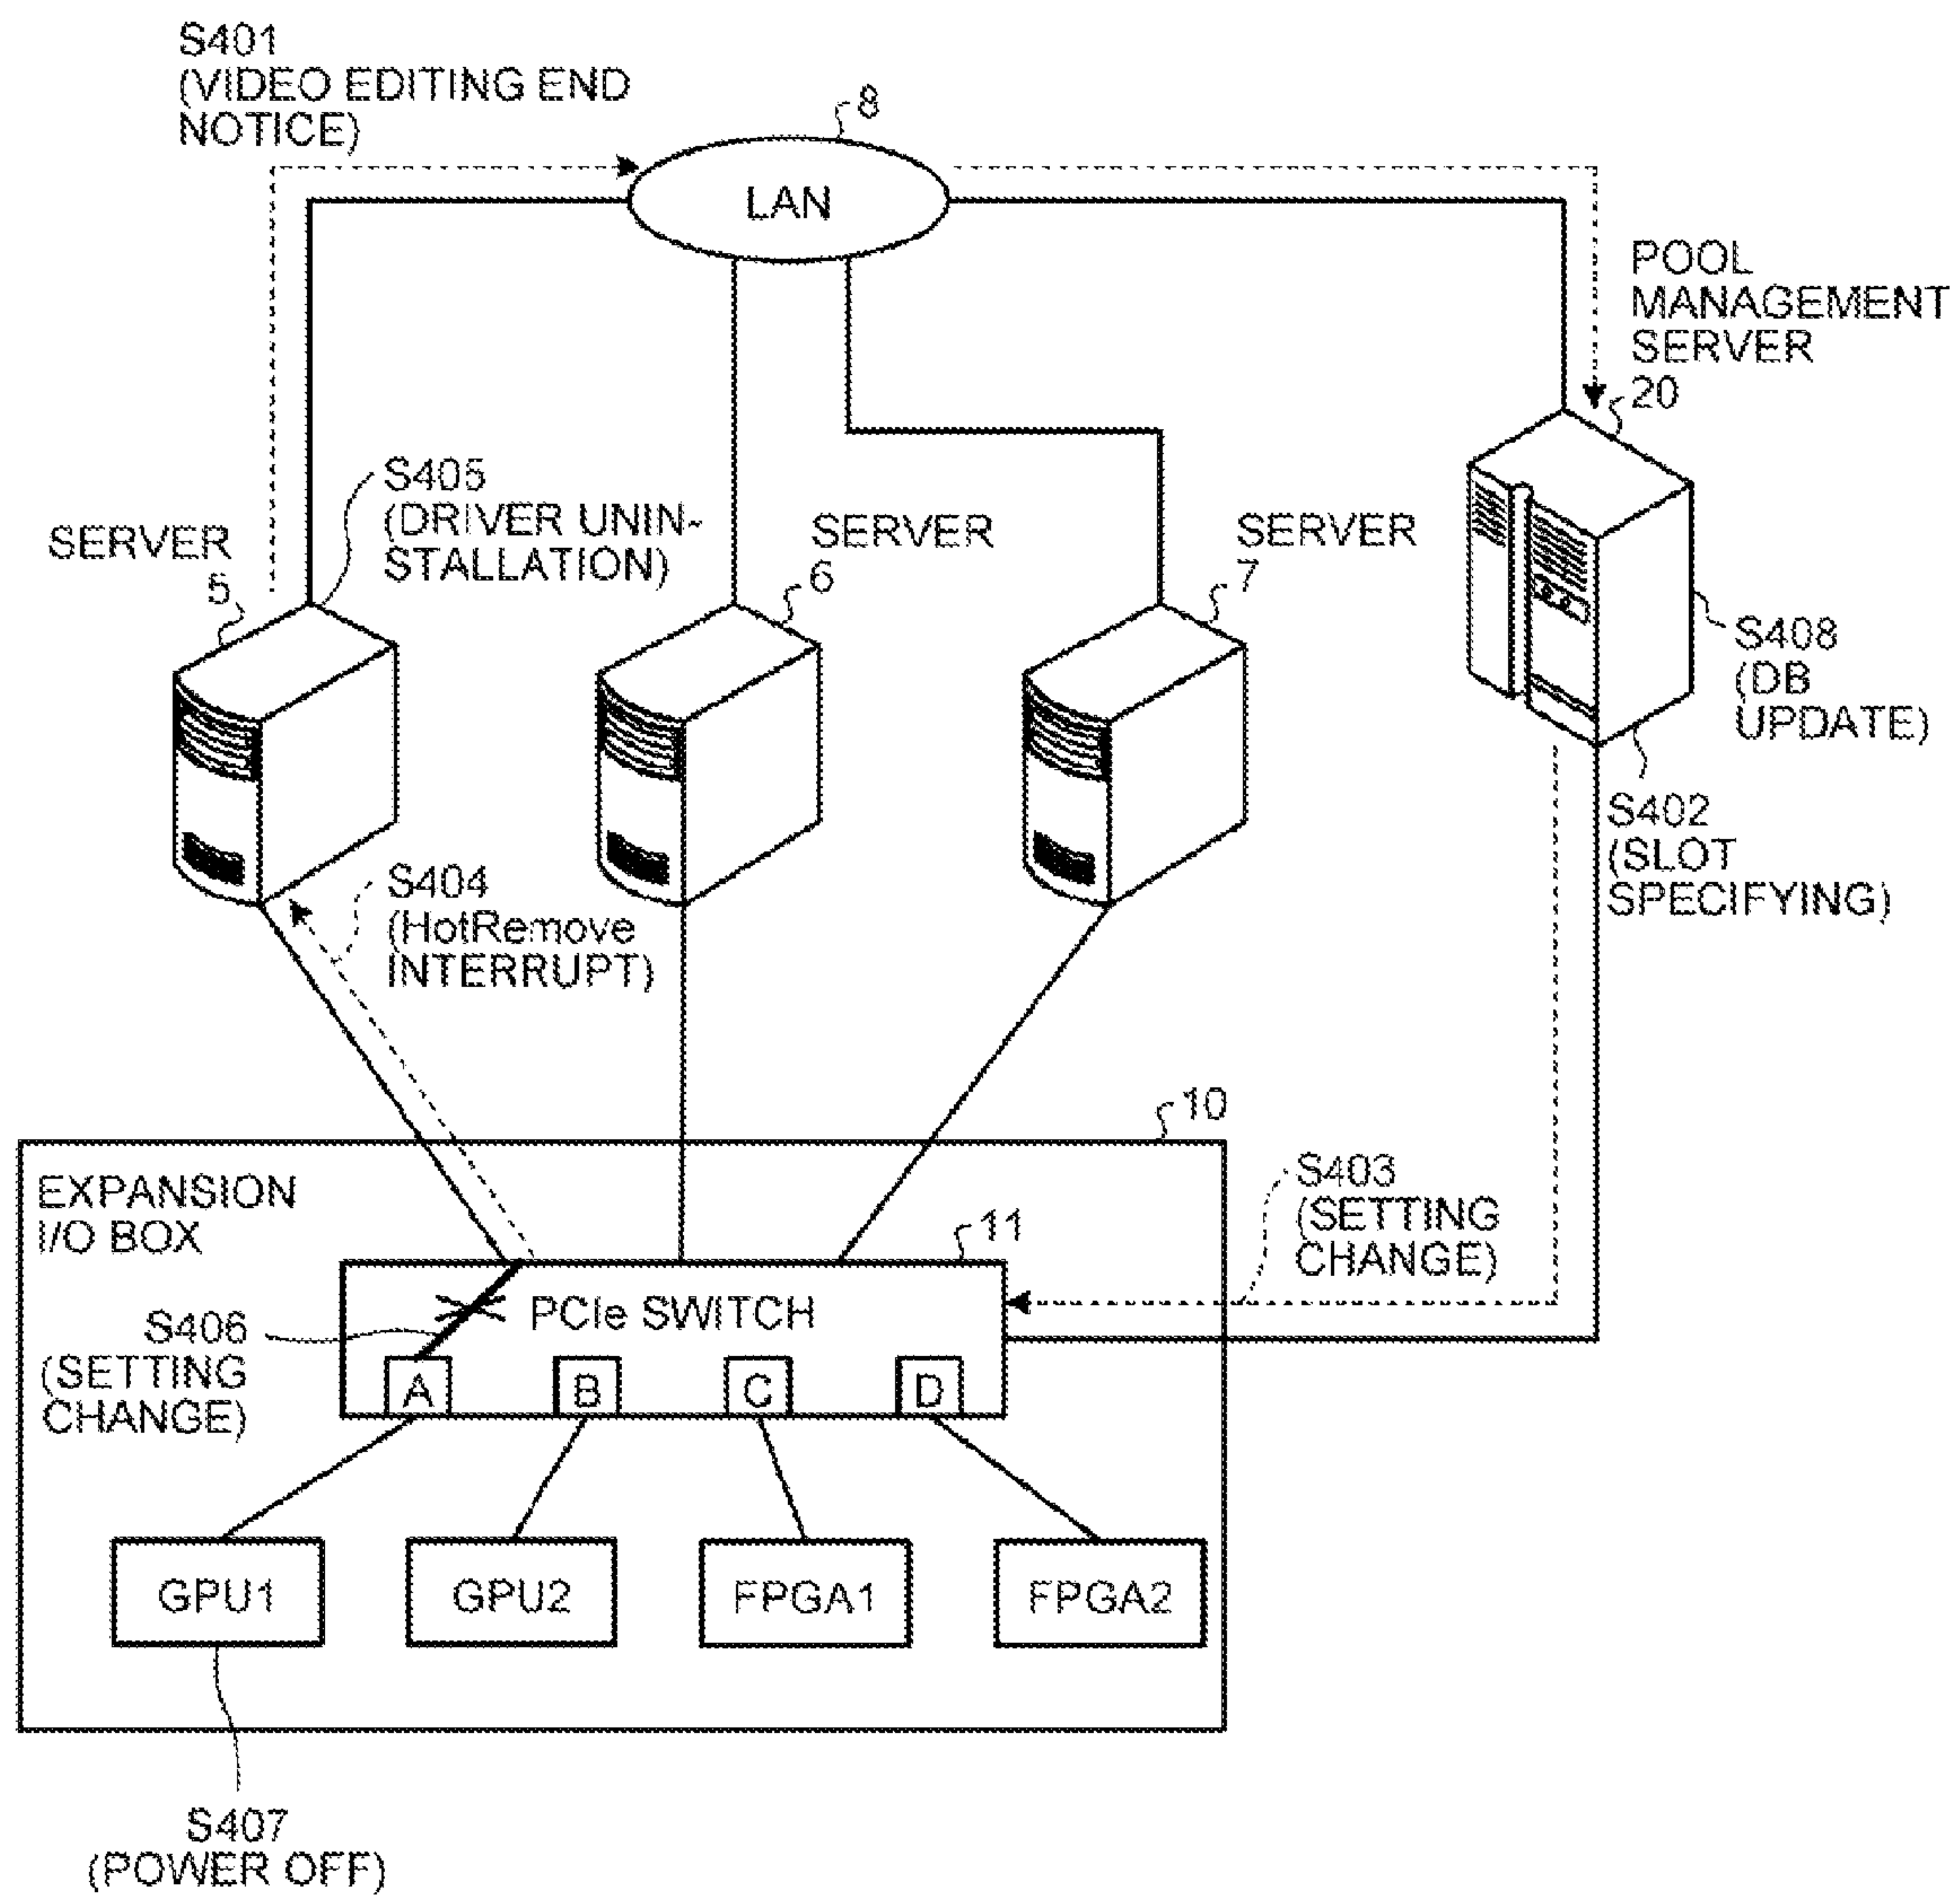 S401
(VIDEO EDITING END
NOTICE)
8
LAN
POOL
MANAGEMENT
SERVER
20
S405
(DRIVER UNIN-
STALLATION)
SERVER
5
SERVER
6
SERVER
7
S408
(DB
UPDATE)
S402
(SLOT
SPECIFYING)
S404
(HotRemove
INTERRUPT)
10
EXPANSION
I/O BOX
S403
(SETTING
CHANGE)
11
PCIe SWITCH
S406
(SETTING
CHANGE)
A
B
C
D
GPU1
GPU2
FPGA1
FPGA2
S407
(POWER OFF)